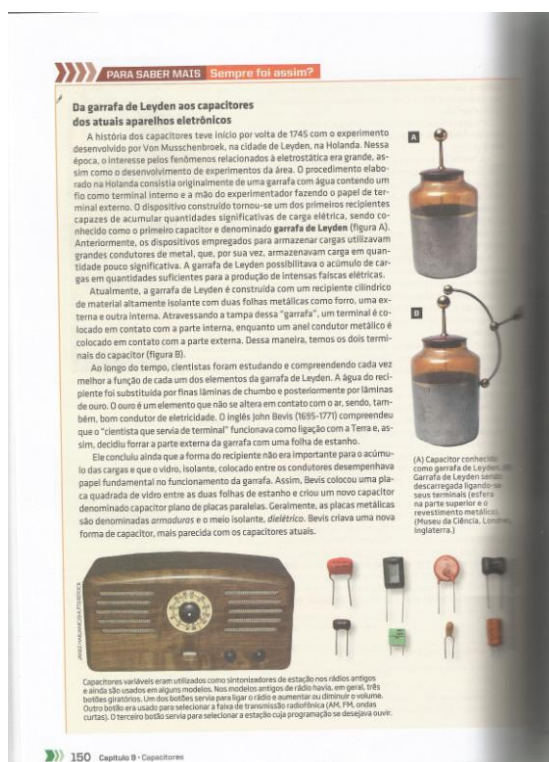 PARA SABER MAIS Sempre foi assim?
Da garrafa de Leyden aos capacitores
dos atuais aparelhos eletrônicos
A história dos capacitores teve início por volta de 1745 com o experimento
desenvolvido por Von Musschenbroek, na cidade de Leyden, na Holanda. Nessa
época, o interesse pelos fenômenos relacionados à eletrostática era grande, as-
sim como o desenvolvimento de experimentos da área. O procedimento elabo-
rado na Holanda consistia originalmente de uma garrafa com água contendo um
fio como terminal interno e a mão do experimentador fazendo o papel de ter-
minal externo. O dispositivo construído tornou-se um dos primeiros recipientes
capazes de acumular quantidades significativas de carga elétrica, sendo co-
nhecido como o primeiro capacitor e denominado garrafa de Leyden (figura A).
Anteriormente, os dispositivos empregados para armazenar cargas utilizavam
grandes condutores de metal, que, por sua vez, armazenavam carga em quan-
tidade pouco significativa. A garrafa de Leyden possibilitava o acúmulo de car-
gas em quantidades suficientes para a produção de intensas faíscas elétricas.
Atualmente, a garrafa de Leyden é construída com um recipiente cilíndrico
de material altamente isolante com duas folhas metálicas como forro, uma ex-
terna e outra interna. Atravessando a tampa dessa "garrafa", um terminal é co-
locado em contato com a parte interna, enquanto um anel condutor metálico é
colocado em contato com a parte externa. Dessa maneira, temos os dois termi-
nais do capacitor (figura B).
Ao longo do tempo, cientistas foram estudando e compreendendo cada vez
melhor a função de cada um dos elementos da garrafa de Leyden. A água do reci-
piente foi substituída por finas lâminas de chumbo e posteriormente por lâminas
de ouro. O ouro é um elemento que não se altera em contato com o ar, sendo, tam-
bém, bom condutor de eletricidade. O inglês John Bevis (1695-1771) compreendeu
que o "cientista que servia de terminal" funcionava como ligação com a Terra e, as-
sim, decidiu forrar a parte externa da garrafa com uma folha de estanho.
Ele concluiu ainda que a forma do recipiente não era importante para o acúmu-
lo das cargas e que o vidro, isolante, colocado entre os condutores desempenhava
papel fundamental no funcionamento da garrafa. Assim, Bevis colocou uma pla-
ca quadrada de vidro entre as duas folhas de estanho e criou um novo capacitor
denominado capacitor plano de placas paralelas. Geralmente, as placas metálicas
são denominadas armaduras e o meio isolante, dielétrico. Bevis criava uma nova
forma de capacitor, mais parecida com os capacitores atuais.
A
B
(A) Capacitor conhecido
como garrafa de Leyden.
Garrafa de Leyden sendo
descarregada ligando-se
seus terminais (esfera
na parte superior e o
revestimento metálico).
(Museu da Ciência, Londres,
Inglaterra.)
Capacitores variáveis eram utilizados como sintonizadores de estação nos rádios antigos
e ainda são usados em alguns modelos. Nos modelos antigos de rádio havia, em geral, três
botões giratórios. Um dos botões servia para ligar o rádio e aumentar ou diminuir o volume.
Outro botão era usado para selecionar a faixa de transmissão radiofônica (AM, FM, ondas
curtas). O terceiro botão servia para selecionar a estação cuja programação se desejava ouvir.
150 Capítulo 9 • Capacitores